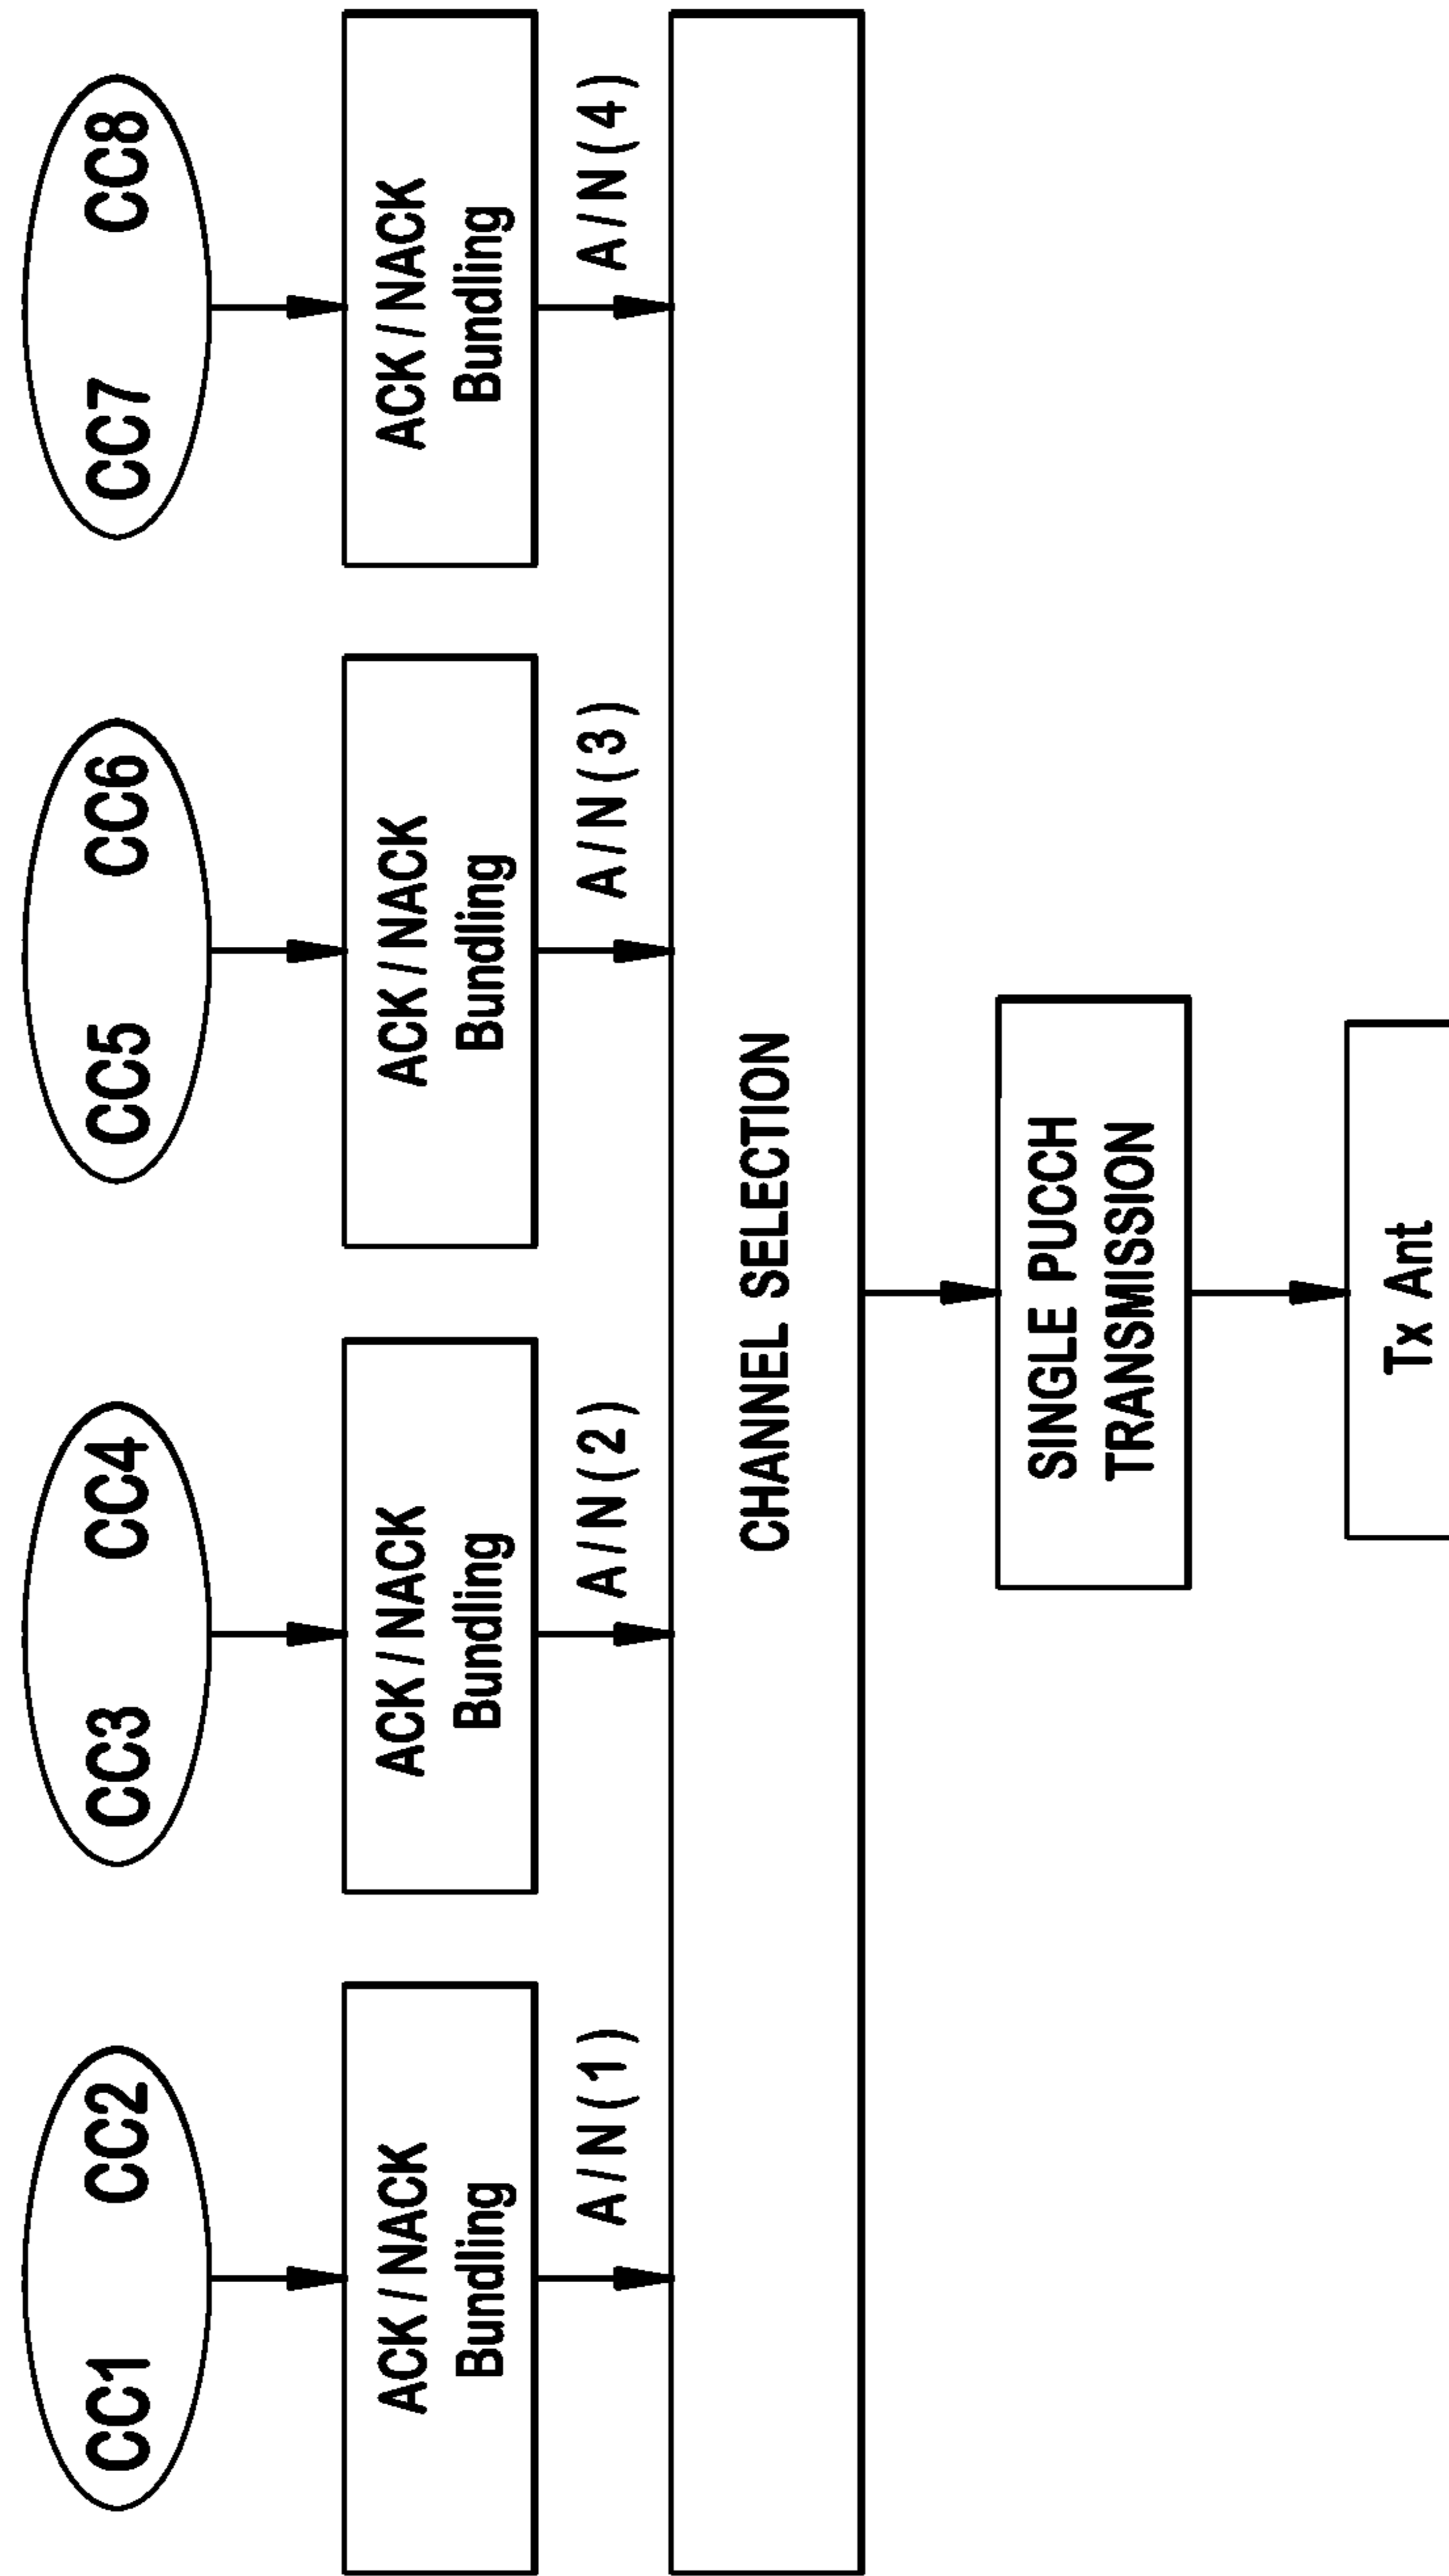 CC1 CC2
CC3 CC4
CC5 CC6
CC7 CC8
ACK / NACK
Bundling
ACK / NACK
Bundling
ACK / NACK
Bundling
ACK / NACK
Bundling
A / N ( 1 )
A / N ( 2 )
A / N ( 3 )
A / N ( 4 )
CHANNEL SELECTION
SINGLE PUCCH
TRANSMISSION
Tx Ant